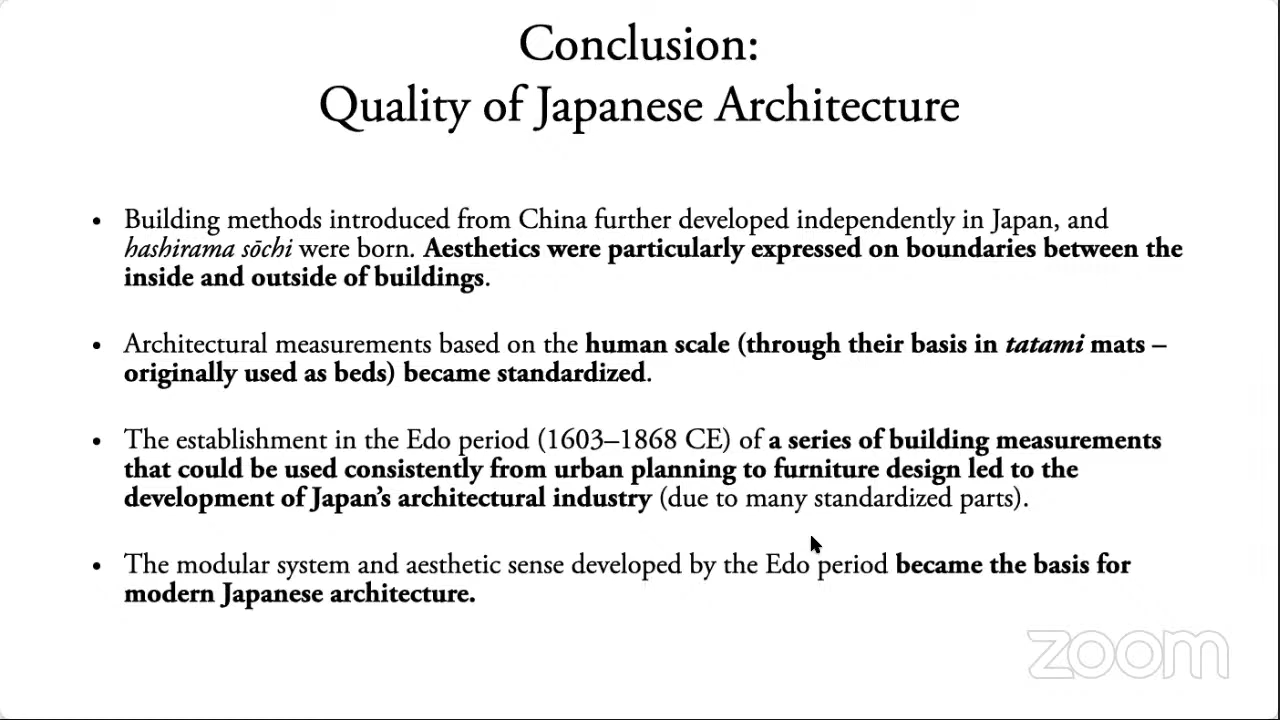 Conclusion:
Quality of Japanese Architecture
• Building methods introduced from China further developed independently in Japan, and
hashirama sōchi were born. Aesthetics were particularly expressed on boundaries between the
inside and outside of buildings.
• Architectural measurements based on the human scale (through their basis in tatami mats –
originally used as beds) became standardized.
• The establishment in the Edo period (1603–1868 CE) of a series of building measurements
that could be used consistently from urban planning to furniture design led to the
development of Japan’s architectural industry (due to many standardized parts).
• The modular system and aesthetic sense developed by the Edo period became the basis for
modern Japanese architecture.
zoom